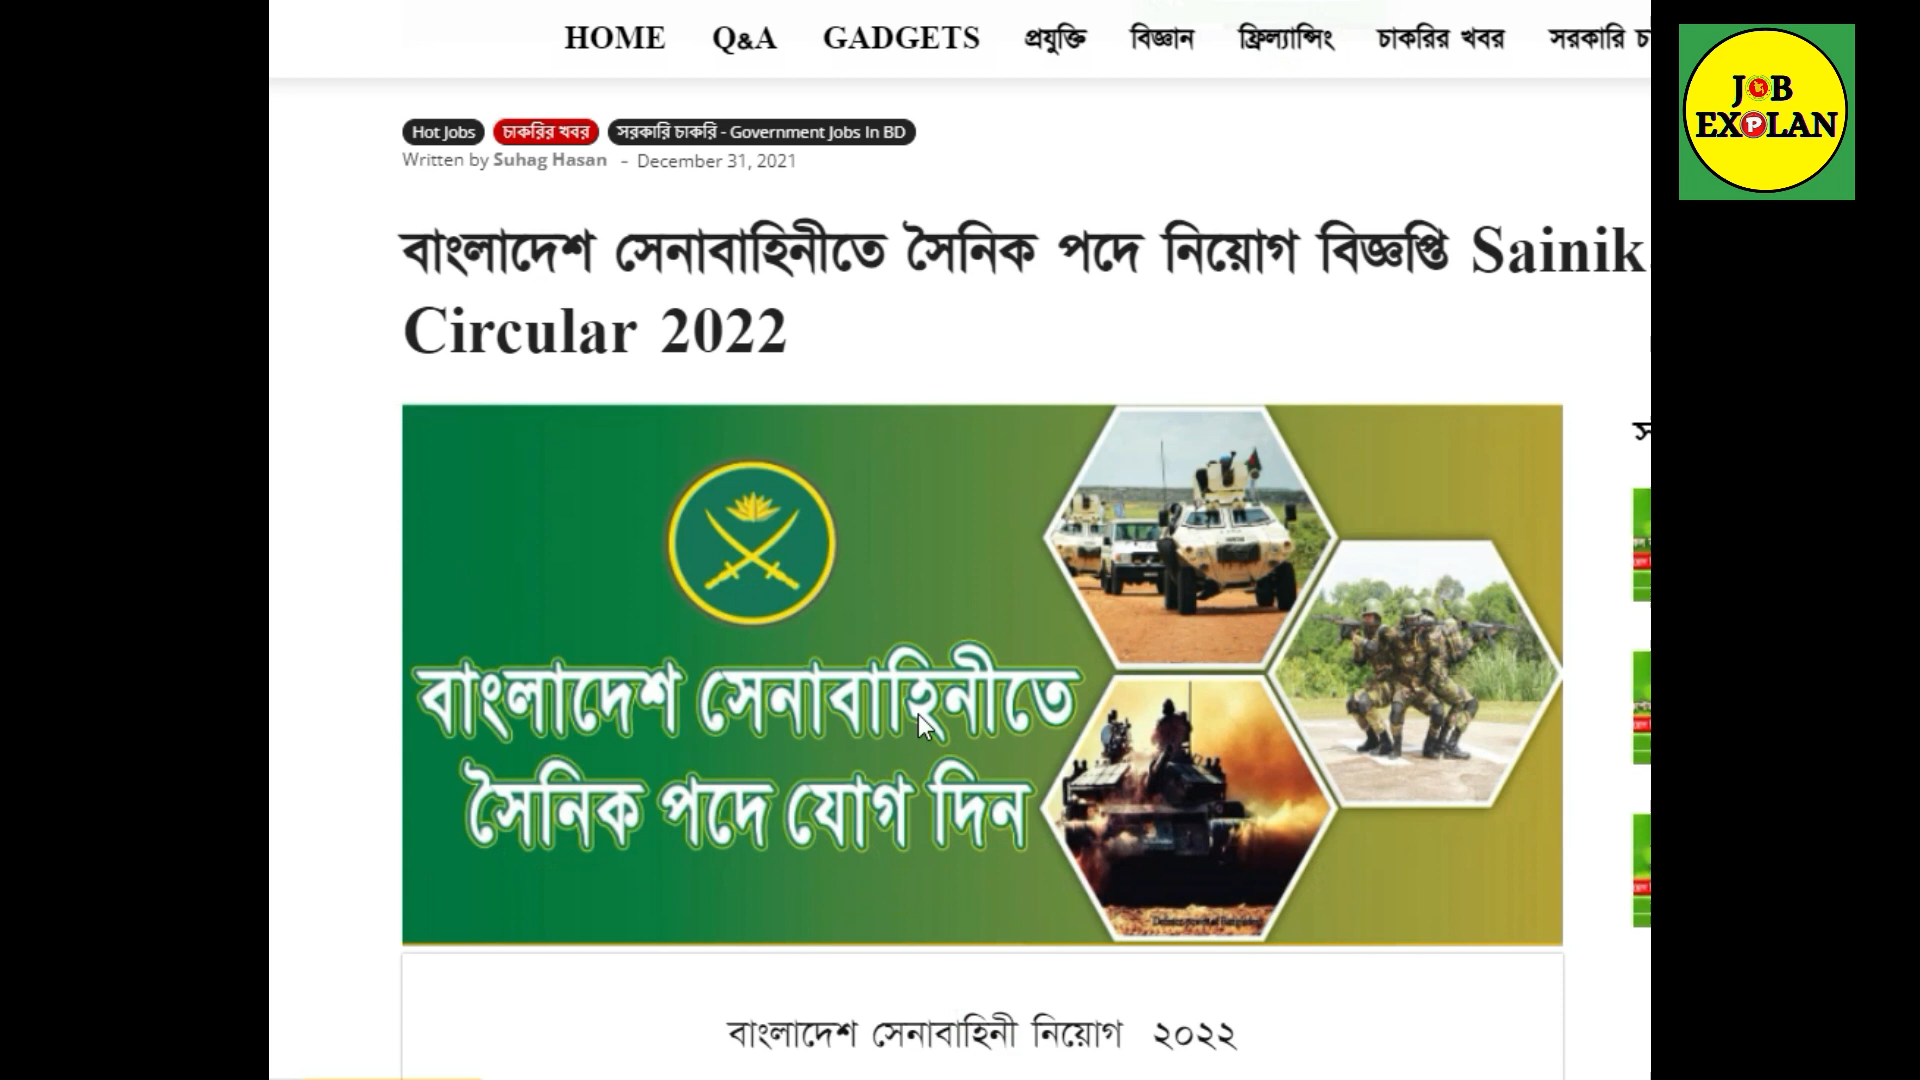 HOME Q&A GADGETS প্রযুক্তি বিজ্ঞান ফ্রিল্যান্সিং চাকরির খবর সরকারি
JOB
EXPLAN
Hot Jobs চাকরির খবর সরকারি চাকরি - Government Jobs In BD
Written by Suhag Hasan - December 31, 2021
বাংলাদেশ সেনাবাহিনীতে সৈনিক পদে নিয়োগ বিজ্ঞপ্তি Sainik
Circular 2022
বাংলাদেশ সেনাবাহিনীতে
সৈনিক পদে যোগ দিন
বাংলাদেশ সেনাবাহিনী নিয়োগ ২০২২